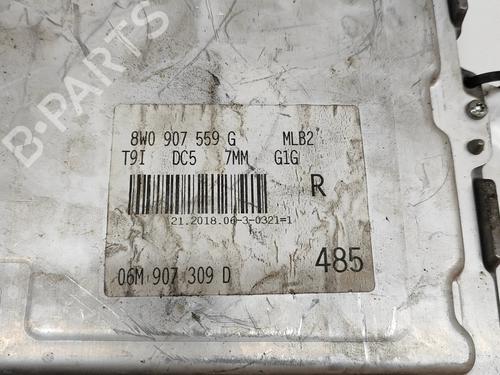 8W0 907 559 G MLB2
T9I DC5 7MM G1G
R
21.2018.06-3-0321=1
06M 907 309 D 485
B-PARTS